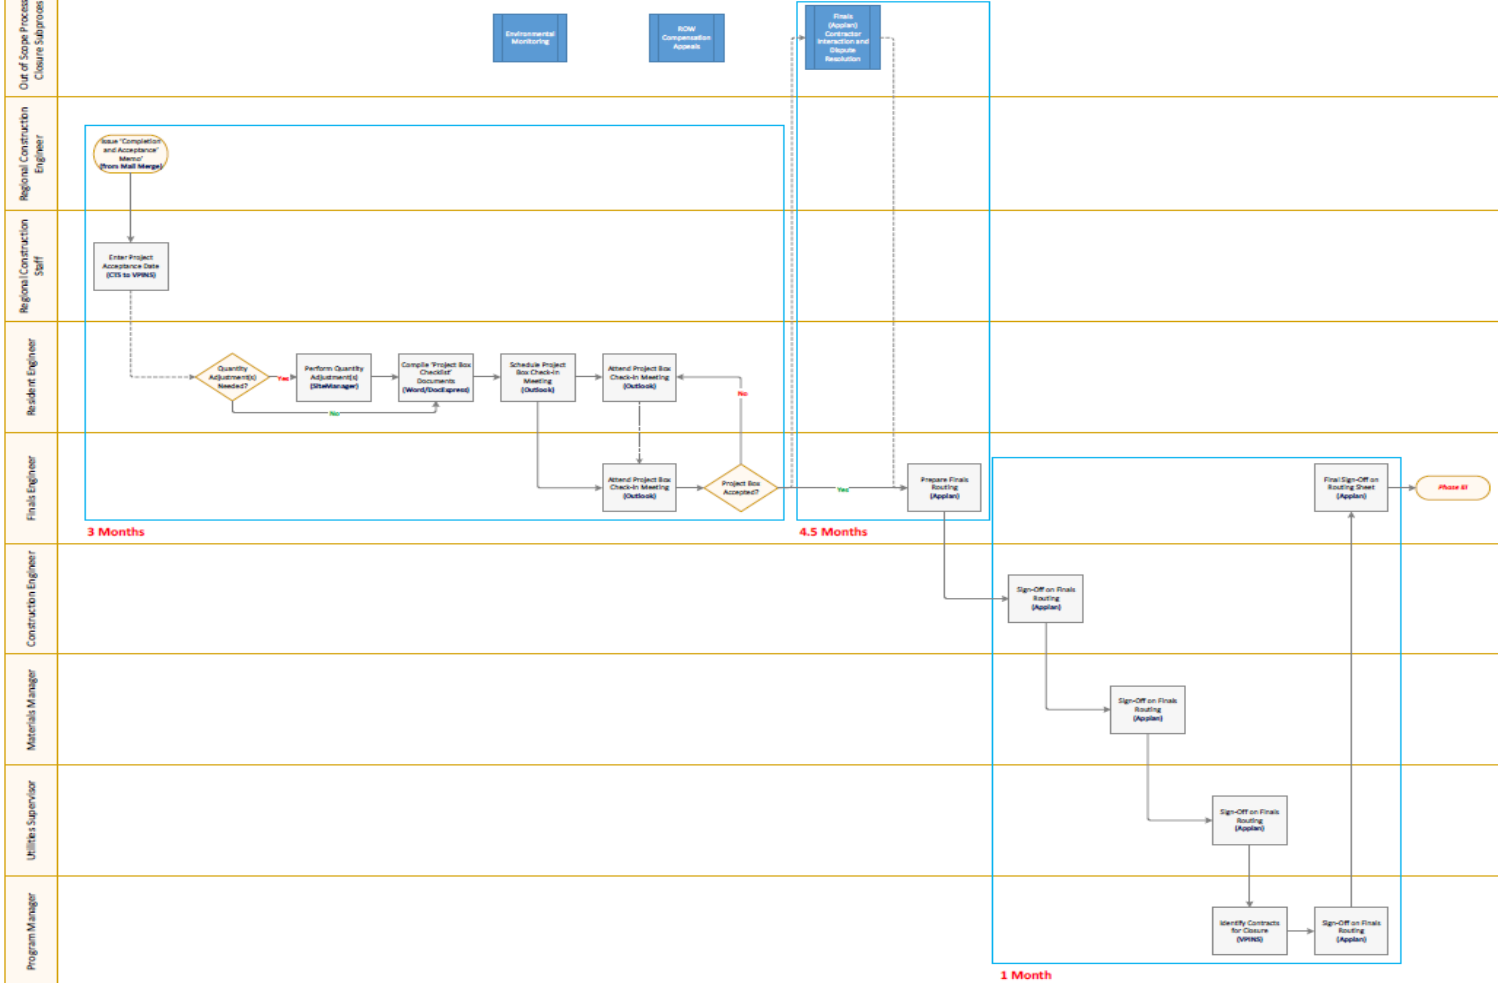 Out of Scope Process
Closure Subproces
Environmental
Monitoring
ROW
Compensation
Appeals
Finals
(Appian)
Contractor
Interaction and
Dispute
Resolution
Regional Construction
Engineer
Issue 'Completion
and Acceptance'
Memo'
(from Mail Merge)
Regional Construction
Staff
Enter Project
Acceptance Date
(CTS to VPINS)
Resident Engineer
Quantity
Adjustment(s)
Needed?
Yes
No
Perform Quantity
Adjustment(s)
(SiteManager)
Compile 'Project Box
Checklist'
Documents
(Word/DocExpress)
Schedule Project
Box Check-in
Meeting
(Outlook)
Attend Project Box
Check-in Meeting
(Outlook)
No
Finals Engineer
Attend Project Box
Check-in Meeting
(Outlook)
Project Box
Accepted?
Yes
Prepare Finals
Routing
(Appian)
Final Sign-Off on
Routing Sheet
(Appian)
Phase III
3 Months
4.5 Months
Construction Engineer
Sign-Off on Finals
Routing
(Appian)
Materials Manager
Sign-Off on Finals
Routing
(Appian)
Utilities Supervisor
Sign-Off on Finals
Routing
(Appian)
Program Manager
Identify Contracts
for Closure
(VPINS)
Sign-Off on Finals
Routing
(Appian)
1 Month